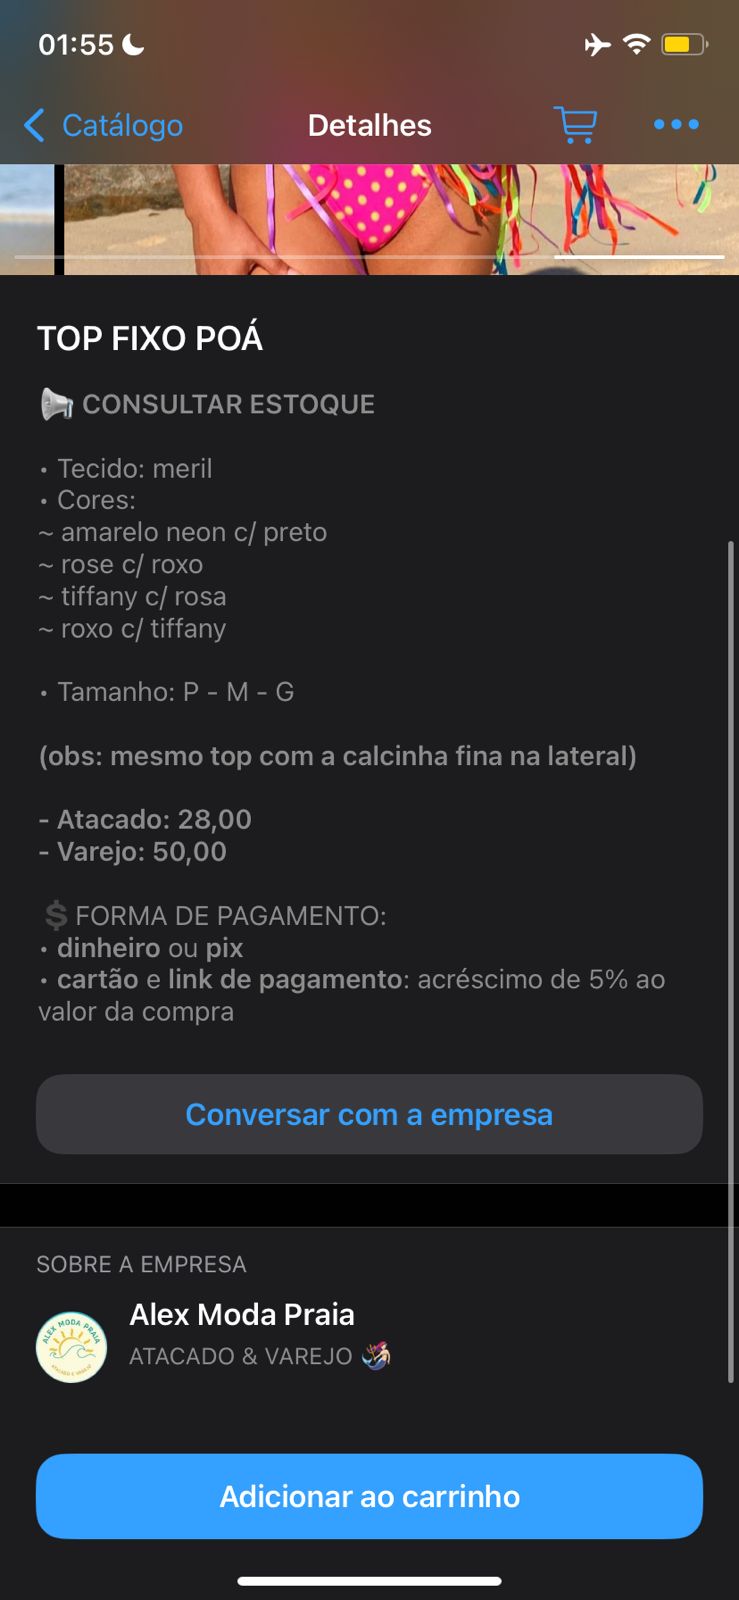 01:55
Catálogo
Detalhes
TOP FIXO POÁ
CONSULTAR ESTOQUE
• Tecido: meril
• Cores:
~ amarelo neon c/ preto
~ rose c/ roxo
~ tiffany c/ rosa
~ roxo c/ tiffany
• Tamanho: P - M - G
(obs: mesmo top com a calcinha fina na lateral)
- Atacado: 28,00
- Varejo: 50,00
💲FORMA DE PAGAMENTO:
• dinheiro ou pix
• cartão e link de pagamento: acréscimo de 5% ao
valor da compra
Conversar com a empresa
SOBRE A EMPRESA
ALEX MODA PRAIA
ATACADO E VAREJO
Alex Moda Praia
ATACADO & VAREJO
Adicionar ao carrinho